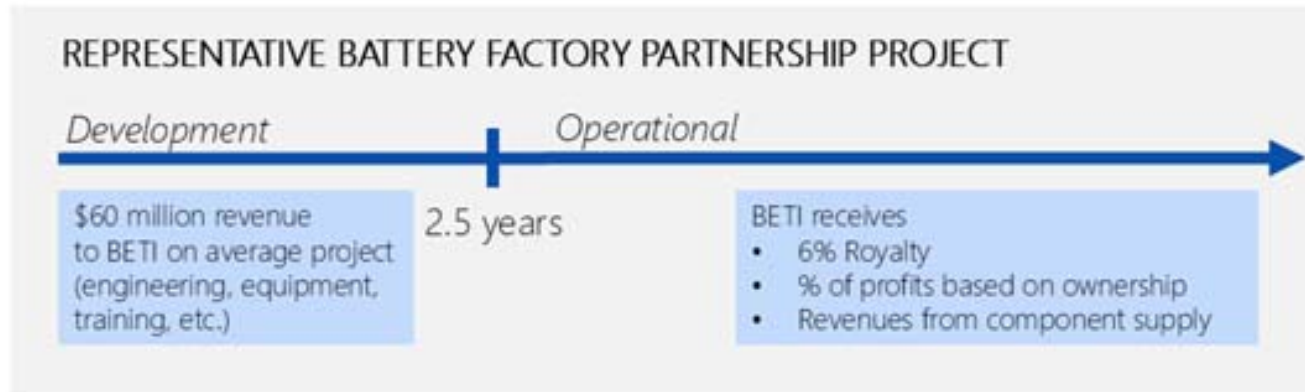 REPRESENTATIVE BATTERY FACTORY PARTNERSHIP PROJECT
Development
Operational
$60 million revenue
to BETI on average project
(engineering, equipment,
training, etc.)
2.5 years
BETI receives
• 6% Royalty
• % of profits based on ownership
• Revenues from component supply